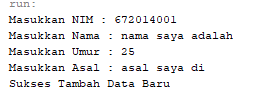 run:
Masukkan NIM : 672014001
Masukkan Nama : nama saya adalah
Masukkan Umur : 25
Masukkan Asal : asal saya di
Sukses Tambah Data Baru